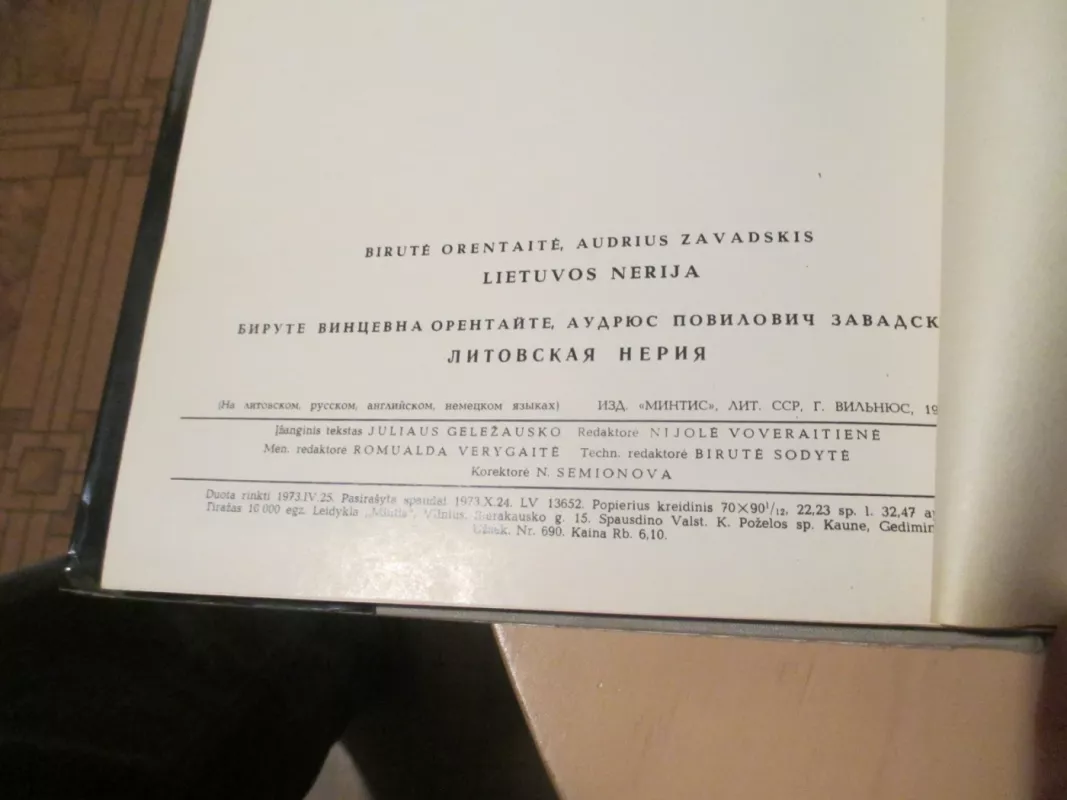 BIRUTĖ ORENTAITĖ, AUDRIUS ZAVADSKIS
LIETUVOS NERIJA
БИРУТЕ ВИНЦЕВНА ОРЕНТАЙТЕ, АУДРЮС ПОВИЛОВИЧ ЗАВАДСК
ЛИТОВСКАЯ НЕРИЯ
(На литовском, русском, английском, немецком языках) ИЗД. «МИНТИС», ЛИТ. ССР, Г. ВИЛЬНЮС, 19
Įžanginis tekstas JULIAUS GELEŽAUSKO Redaktorė NIJOLĖ VOVERAITIENĖ
Men. redaktorė ROMUALDA VERYGAITĖ Techn. redaktorė BIRUTĖ SODYTĖ
Korektorė N. SEMIONOVA
Duota rinkti 1973.IV.25. Pasirašyta spaudai 1973.X.24. LV 13652. Popierius kreidinis 70×90¹/₁₂, 22,23 sp. l. 32,47 a
Tiražas 16 000 egz. Leidykla „Mintis", Vilnius, Sierakausko g. 15. Spausdino Valst. K. Poželos sp. Kaune, Gedimin
Užsak. Nr. 690. Kaina Rb. 6,10.